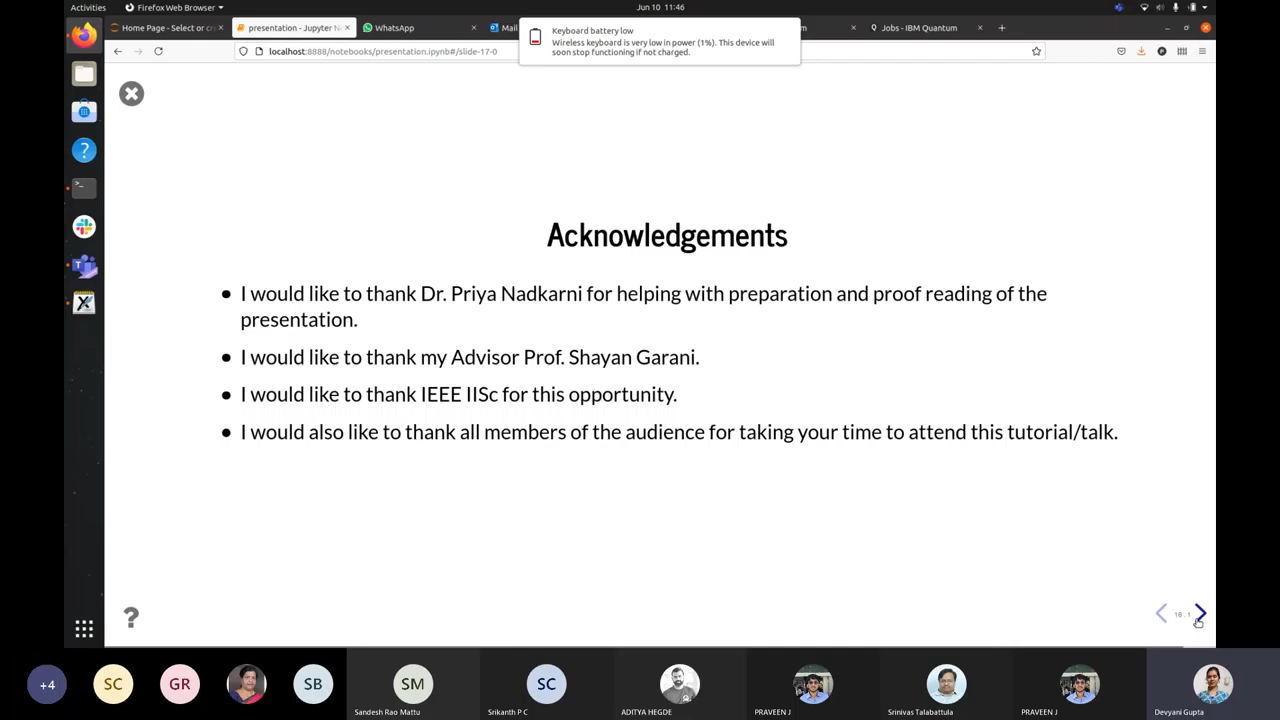 Activities
Firefox Web Browser
Jun 10 11:46
Home Page - Select or cr
presentation - Jupyter N
WhatsApp
Mail
Jobs - IBM Quantum
Keyboard battery low
Wireless keyboard is very low in power (1%). This device will
soon stop functioning if not charged.
localhost:8888/notebooks/presentation.ipynb#/slide-17-0
Acknowledgements
• I would like to thank Dr. Priya Nadkarni for helping with preparation and proof reading of the
presentation.
• I would like to thank my Advisor Prof. Shayan Garani.
• I would like to thank IEEE IISc for this opportunity.
• I would also like to thank all members of the audience for taking your time to attend this tutorial/talk.
?
18.1
+4
SC
GR
SB
SM
SC
Sandesh Rao Mattu
Srikanth P C
ADITYA HEGDE
PRAVEEN J
Srinivas Talabattula
PRAVEEN J
Devyani Gupta